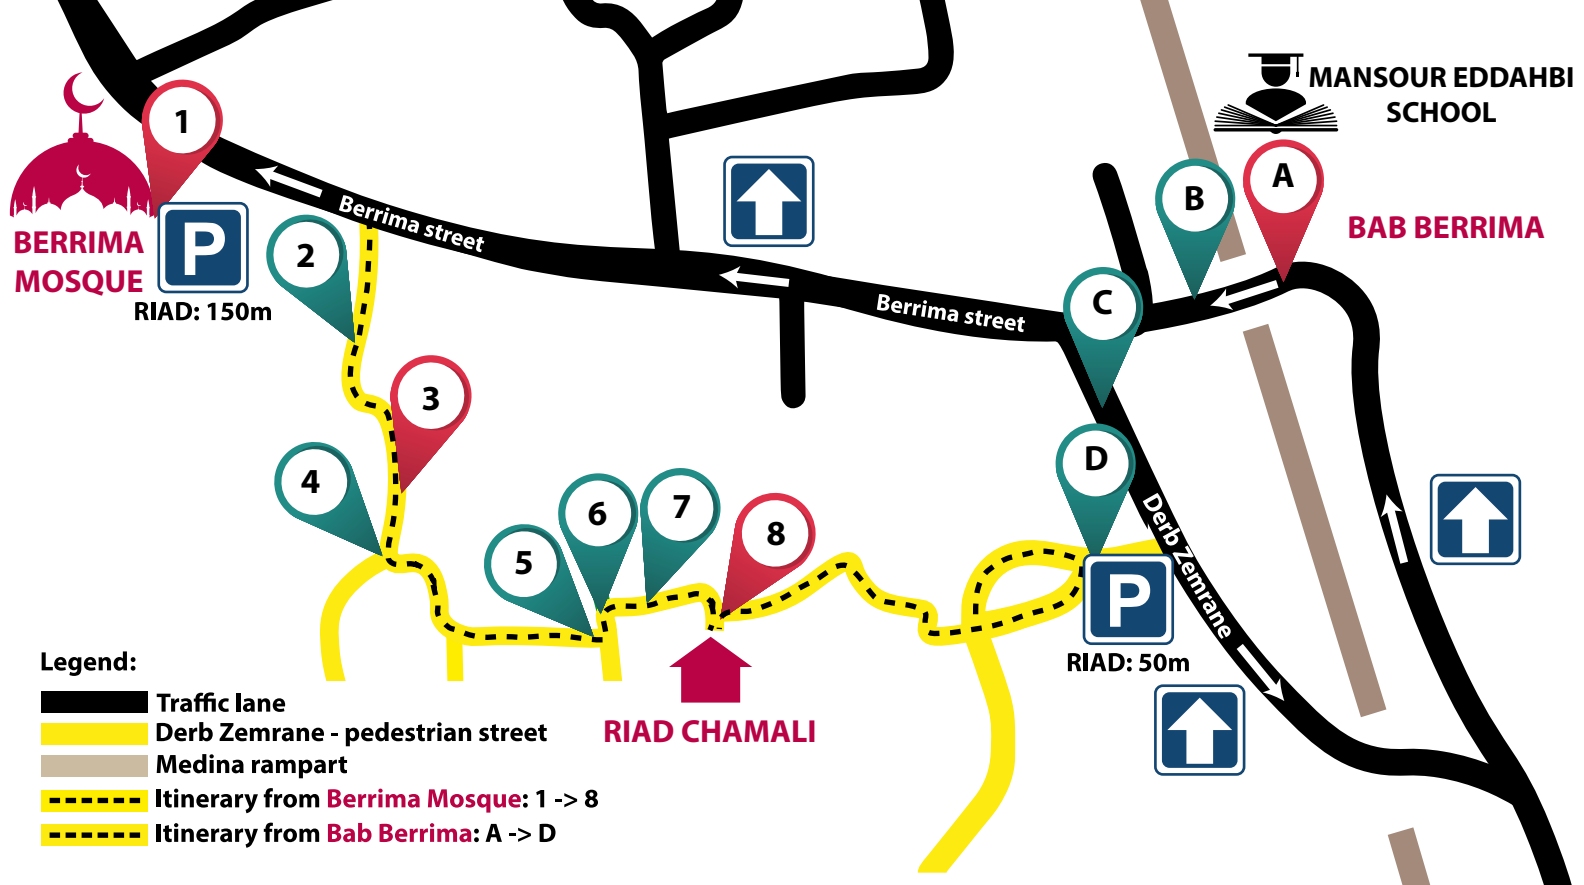 MANSOUR EDDAHBI
SCHOOL
1
A
B
BAB BERRIMA
Berrima street
BERRIMA
MOSQUE
P
RIAD: 150m
2
C
Berrima street
3
D
4
5
6
7
8
Derb Zemrane
P
RIAD: 50m
RIAD CHAMALI
Legend:
Traffic lane
Derb Zemrane - pedestrian street
Medina rampart
Itinerary from Berrima Mosque: 1 -> 8
Itinerary from Bab Berrima: A -> D